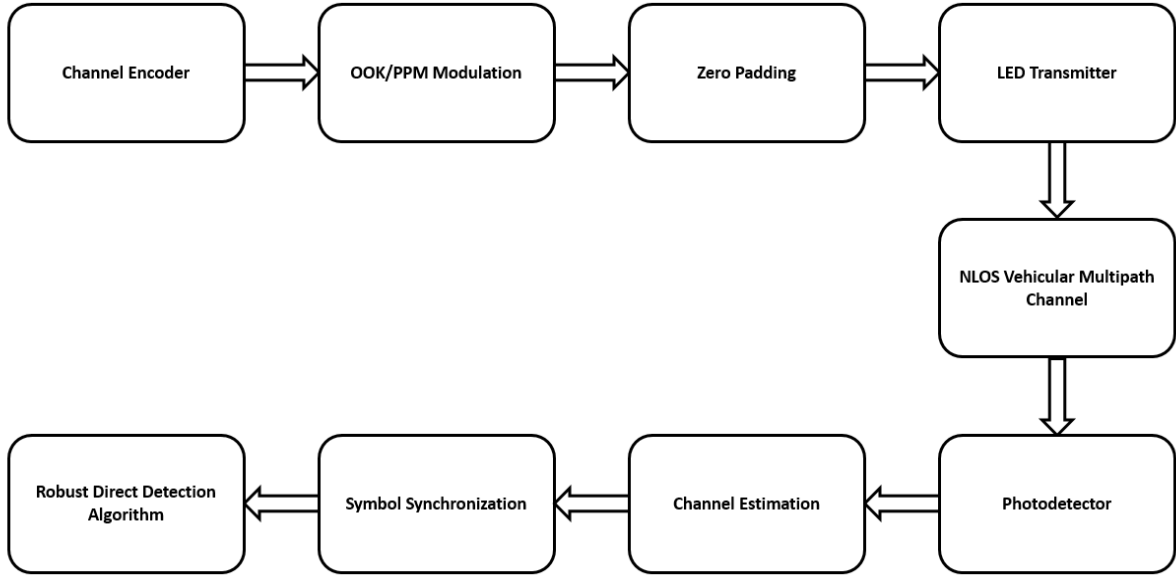 Channel Encoder
OOK/PPM Modulation
Zero Padding
LED Transmitter
NLOS Vehicular Multipath
Channel
Robust Direct Detection
Algorithm
Symbol Synchronization
Channel Estimation
Photodetector